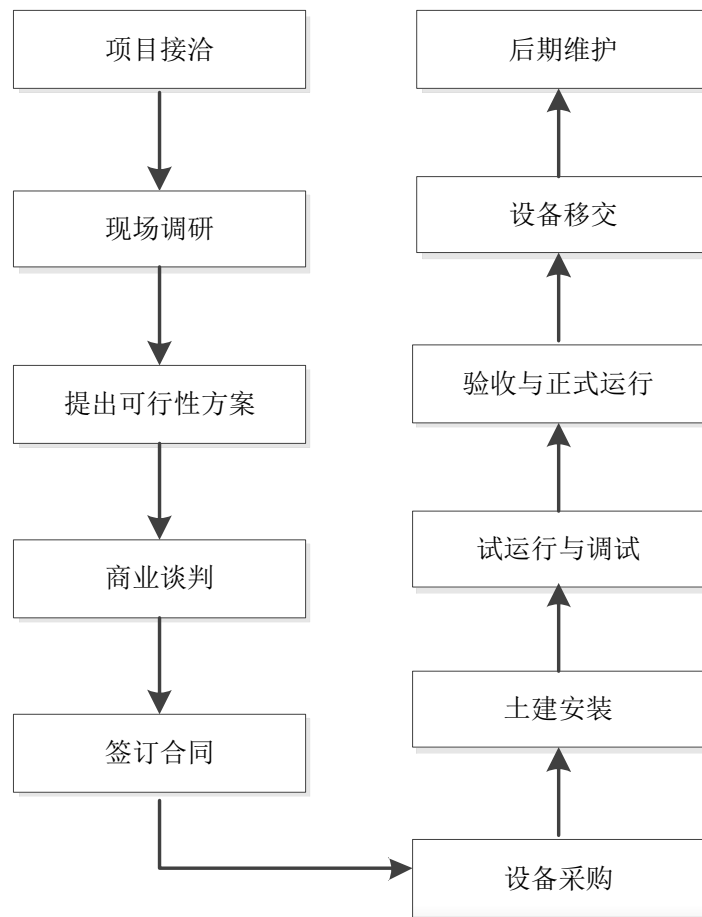 项目接洽
现场调研
提出可行性方案
商业谈判
签订合同
设备采购
土建安装
试运行与调试
验收与正式运行
设备移交
后期维护